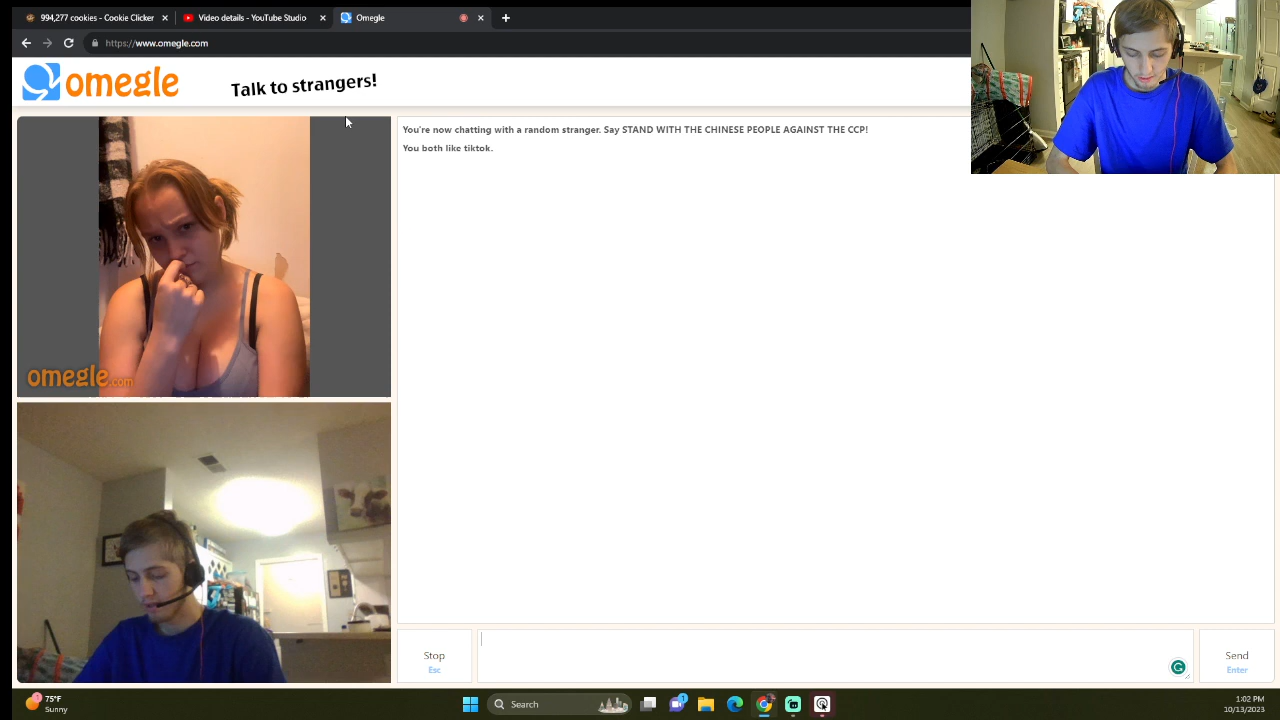 994,277 cookies - Cookie Clicker
Video details - YouTube Studio
Omegle
https://www.omegle.com
omegle
Talk to strangers!
You're now chatting with a random stranger. Say STAND WITH THE CHINESE PEOPLE AGAINST THE CCP!
You both like tiktok.
omegle.com
Stop
Esc
Send
Enter
75°F
Sunny
Search
1:02 PM
10/13/2023